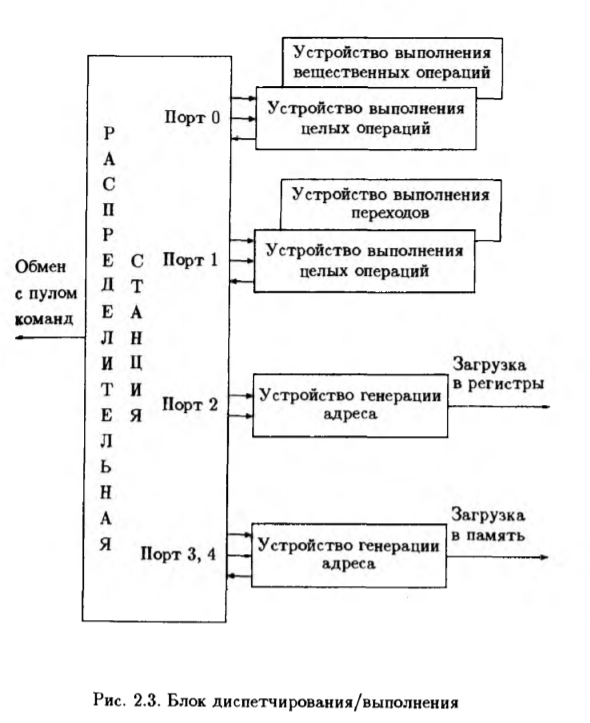 Устройство выполнения
вещественных операций
Порт 0
Устройство выполнения
целых операций
РАСПРЕДЕЛИТЕЛЬНАЯ
СТАНЦИЯ
Устройство выполнения
переходов
Порт 1
Устройство выполнения
целых операций
Обмен
с пулом
команд
Порт 2
Устройство генерации
адреса
Загрузка
в регистры
Порт 3, 4
Устройство генерации
адреса
Загрузка
в память
Рис. 2.3. Блок диспетчирования/выполнения